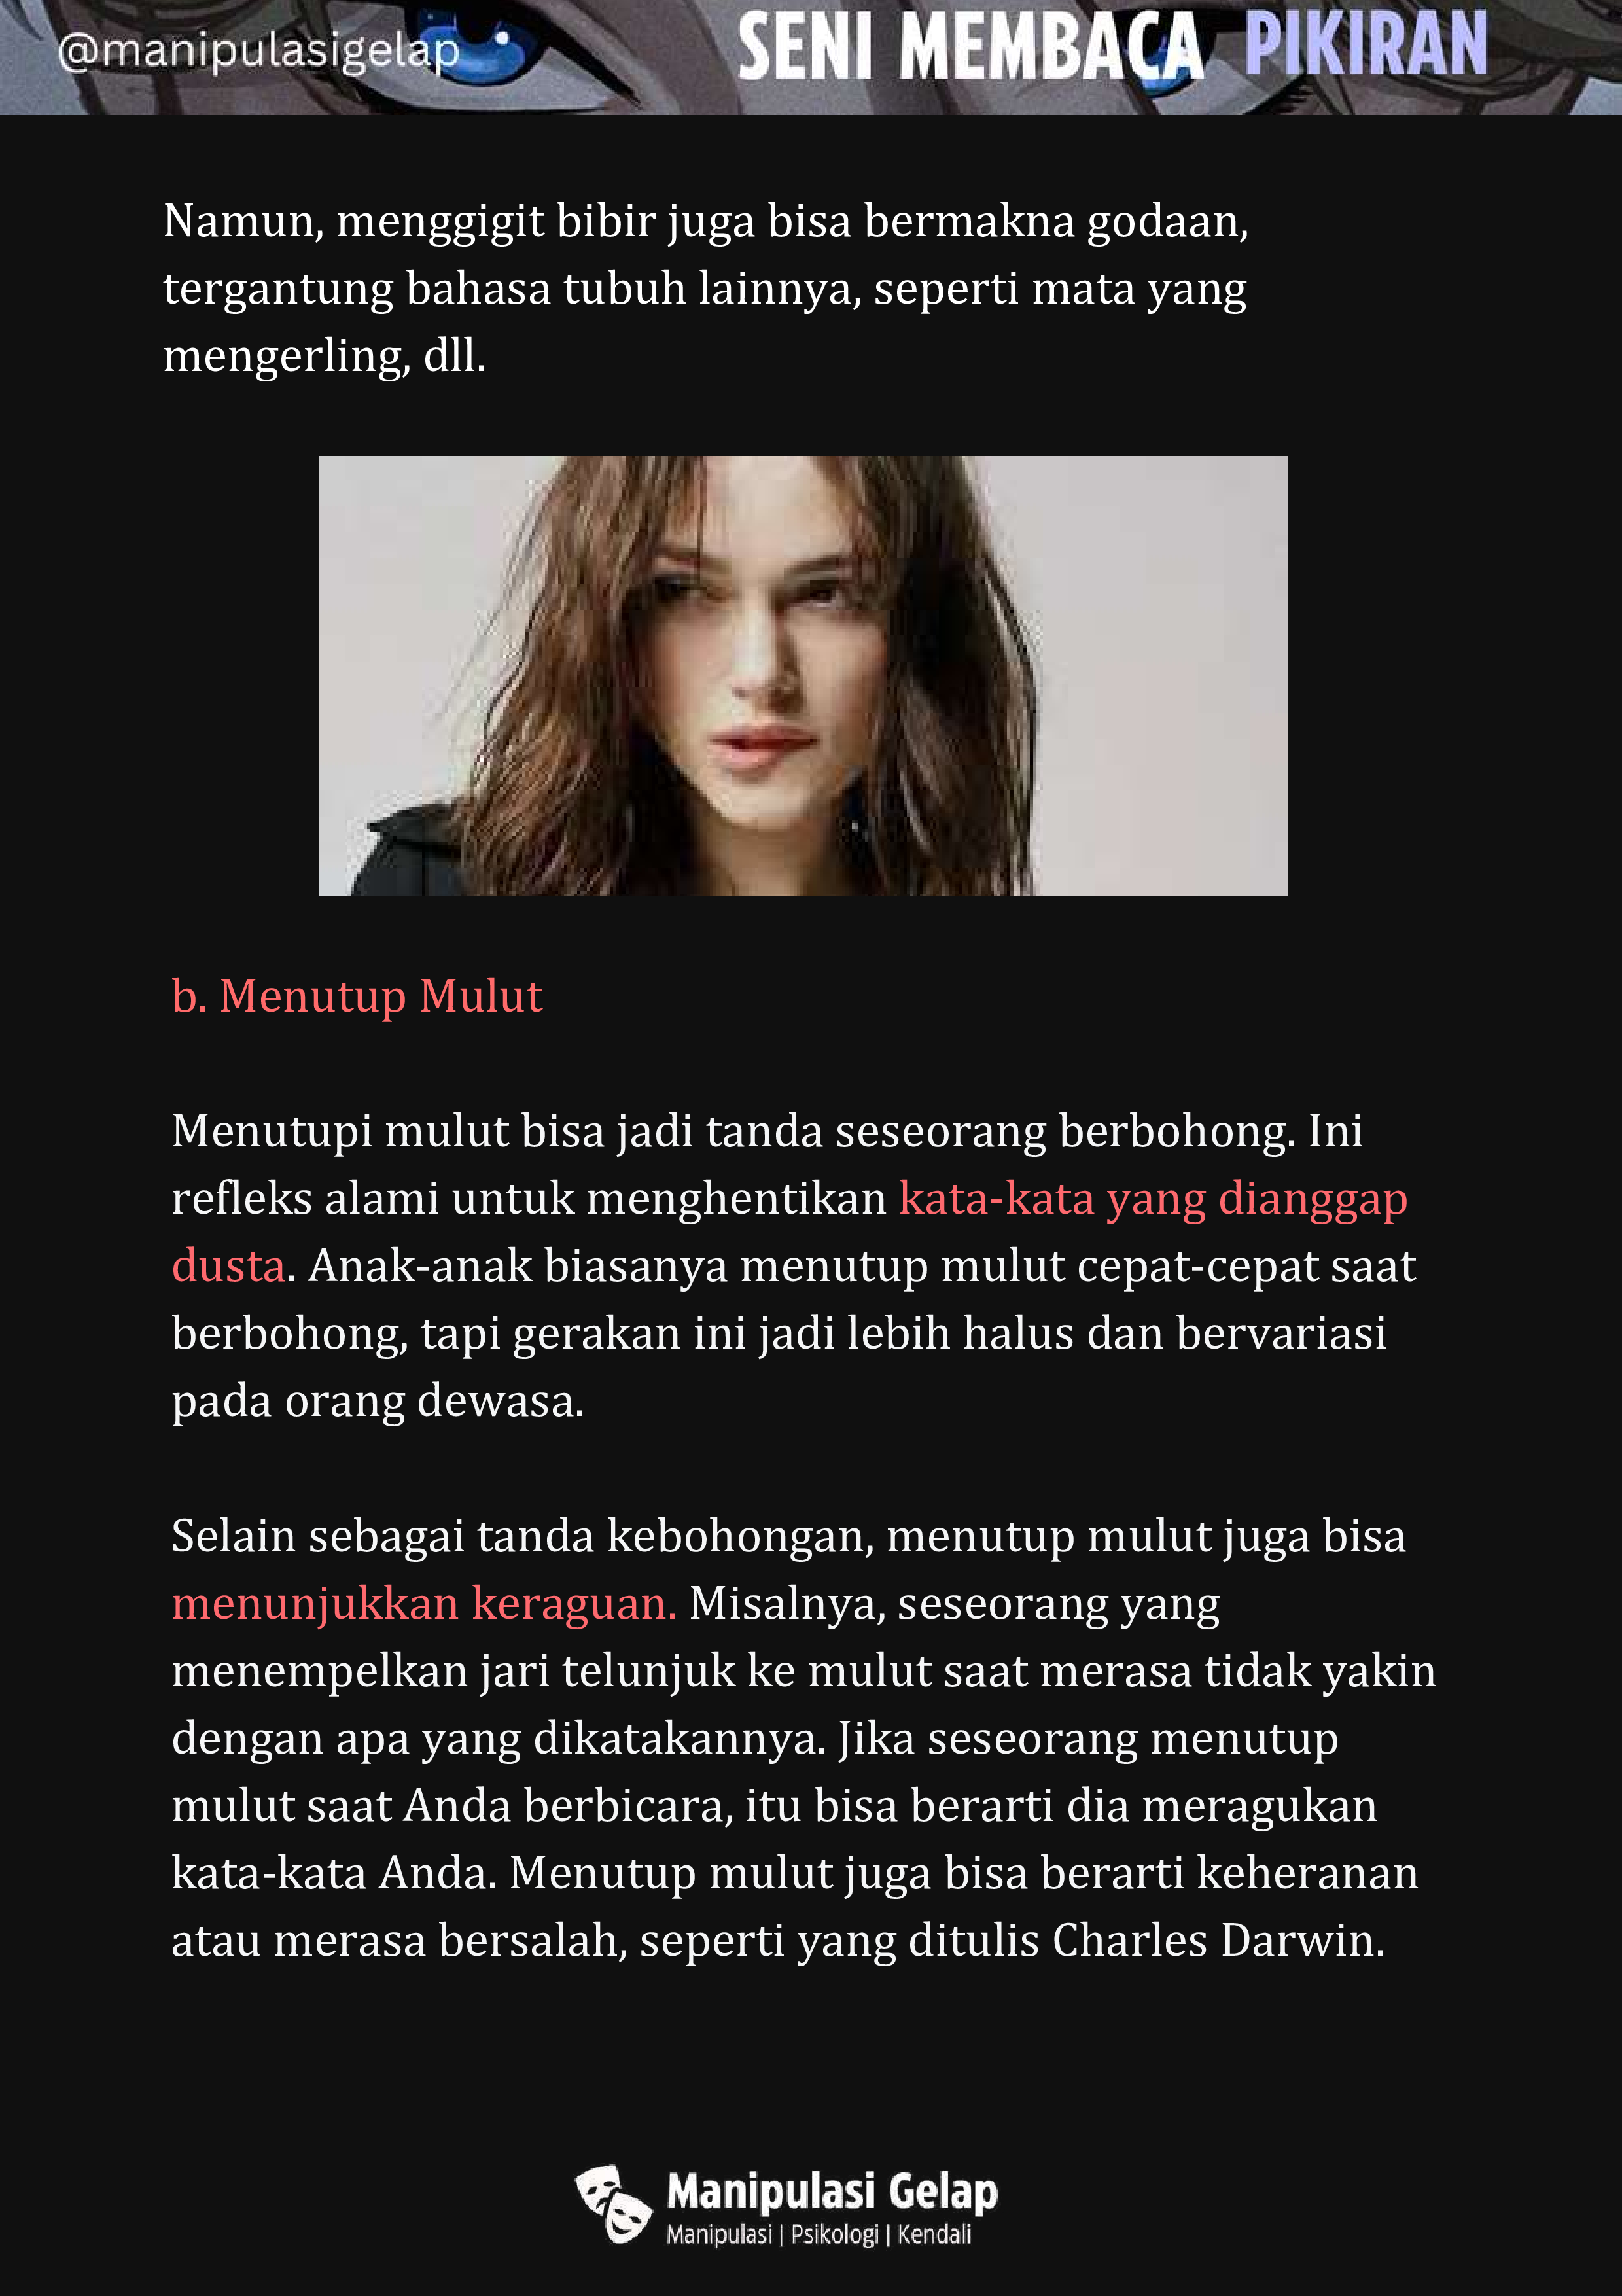 @manipulasigelap
SENI MEMBACA PIKIRAN
Namun, menggigit bibir juga bisa bermakna godaan,
tergantung bahasa tubuh lainnya, seperti mata yang
mengerling, dll.
b. Menutup Mulut
Menutupi mulut bisa jadi tanda seseorang berbohong. Ini
refleks alami untuk menghentikan kata-kata yang dianggap
dusta. Anak-anak biasanya menutup mulut cepat-cepat saat
berbohong, tapi gerakan ini jadi lebih halus dan bervariasi
pada orang dewasa.
Selain sebagai tanda kebohongan, menutup mulut juga bisa
menunjukkan keraguan. Misalnya, seseorang yang
menempelkan jari telunjuk ke mulut saat merasa tidak yakin
dengan apa yang dikatakannya. Jika seseorang menutup
mulut saat Anda berbicara, itu bisa berarti dia meragukan
kata-kata Anda. Menutup mulut juga bisa berarti keheranan
atau merasa bersalah, seperti yang ditulis Charles Darwin.
Manipulasi Gelap
Manipulasi | Psikologi | Kendali